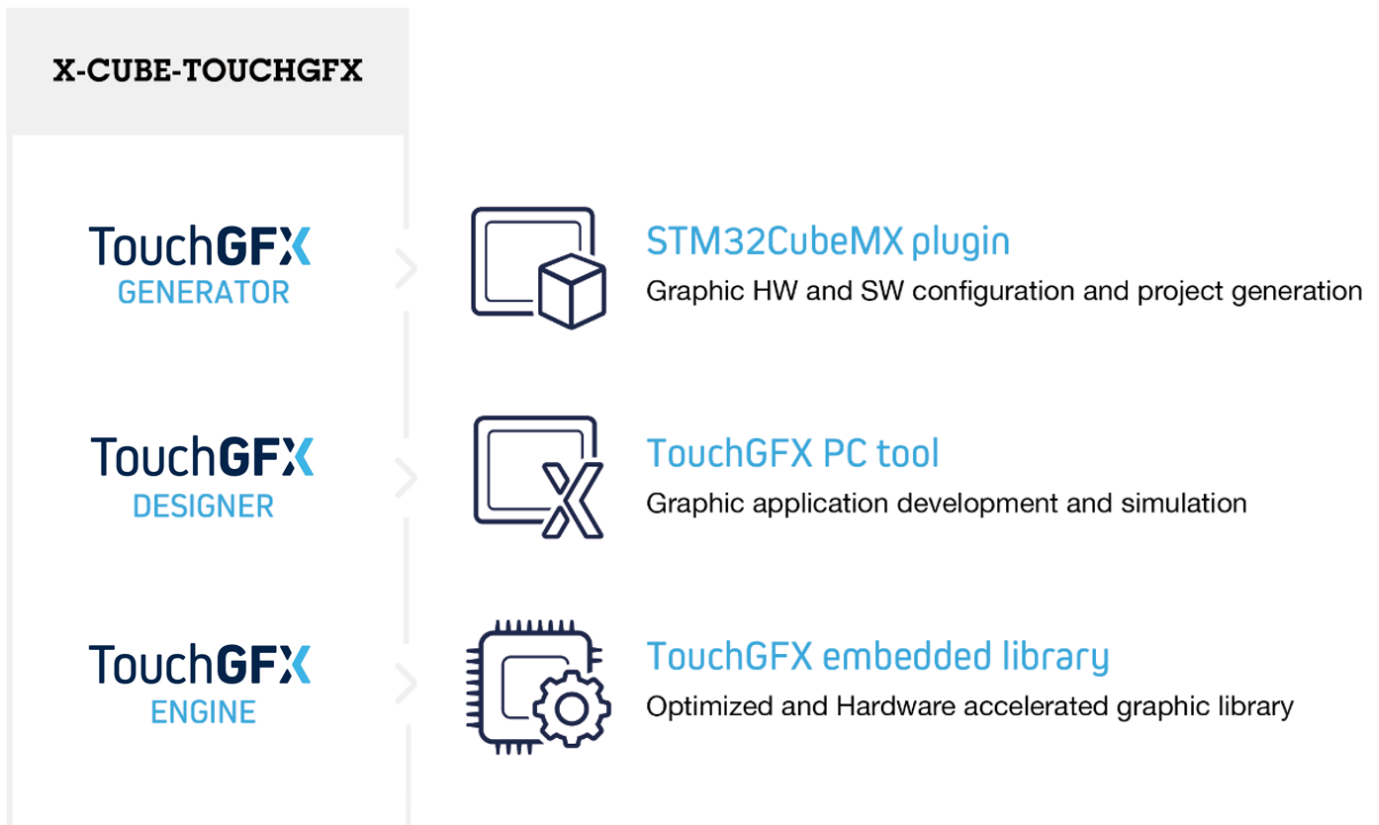 X-CUBE-TOUCHGFX
TouchGFX
GENERATOR
STM32CubeMX plugin
Graphic HW and SW configuration and project generation
TouchGFX
DESIGNER
TouchGFX PC tool
Graphic application development and simulation
TouchGFX
ENGINE
TouchGFX embedded library
Optimized and Hardware accelerated graphic library